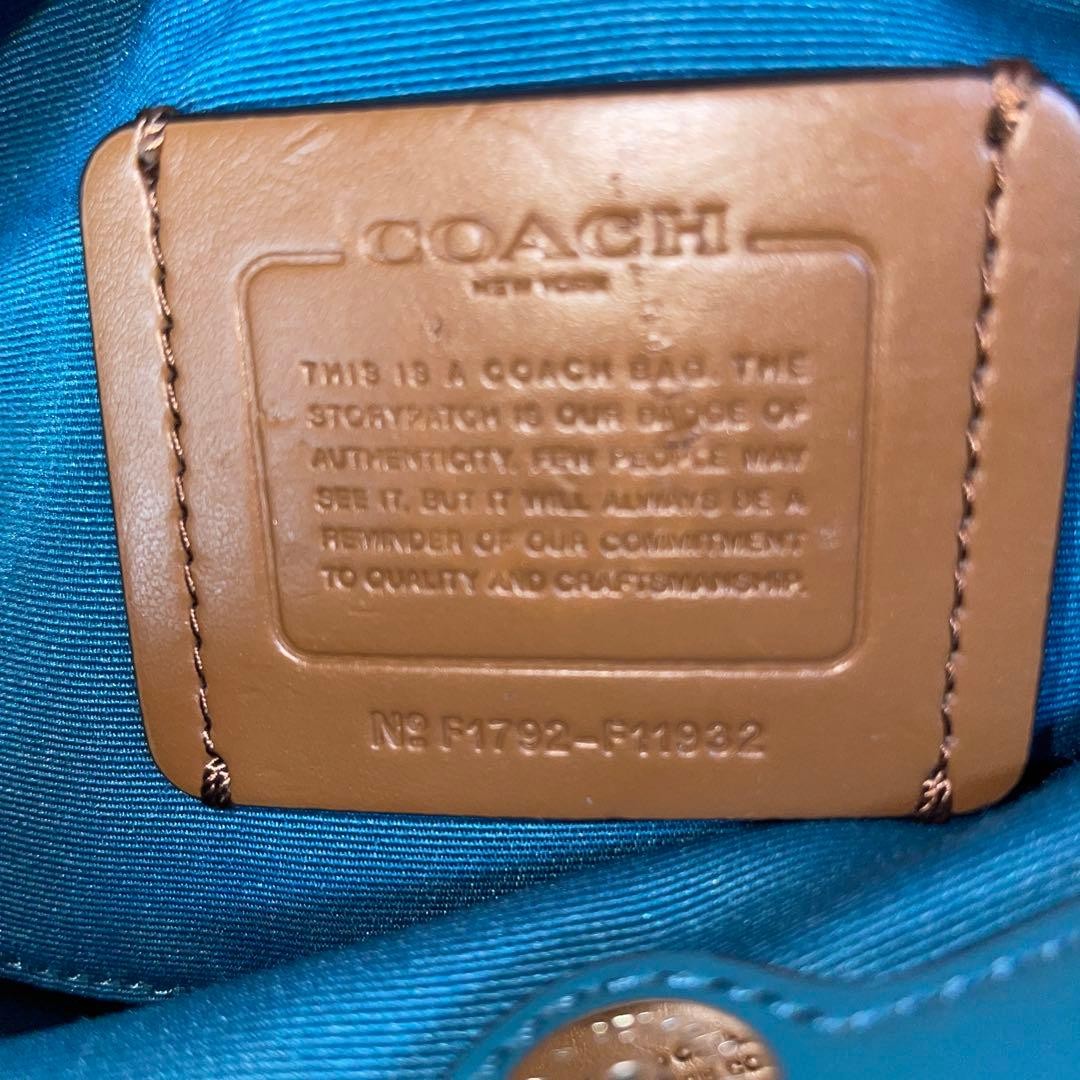 COACH
NEW YORK
THIS IS A COACH BAG. THE
STORYPATCH IS OUR BADGE OF
AUTHENTICITY. FEW PEOPLE MAY
SEE IT, BUT IT WILL ALWAYS BE A
REMINDER OF OUR COMMITMENT
TO QUALITY AND CRAFTSMANSHIP.
Nº F1792-F11932